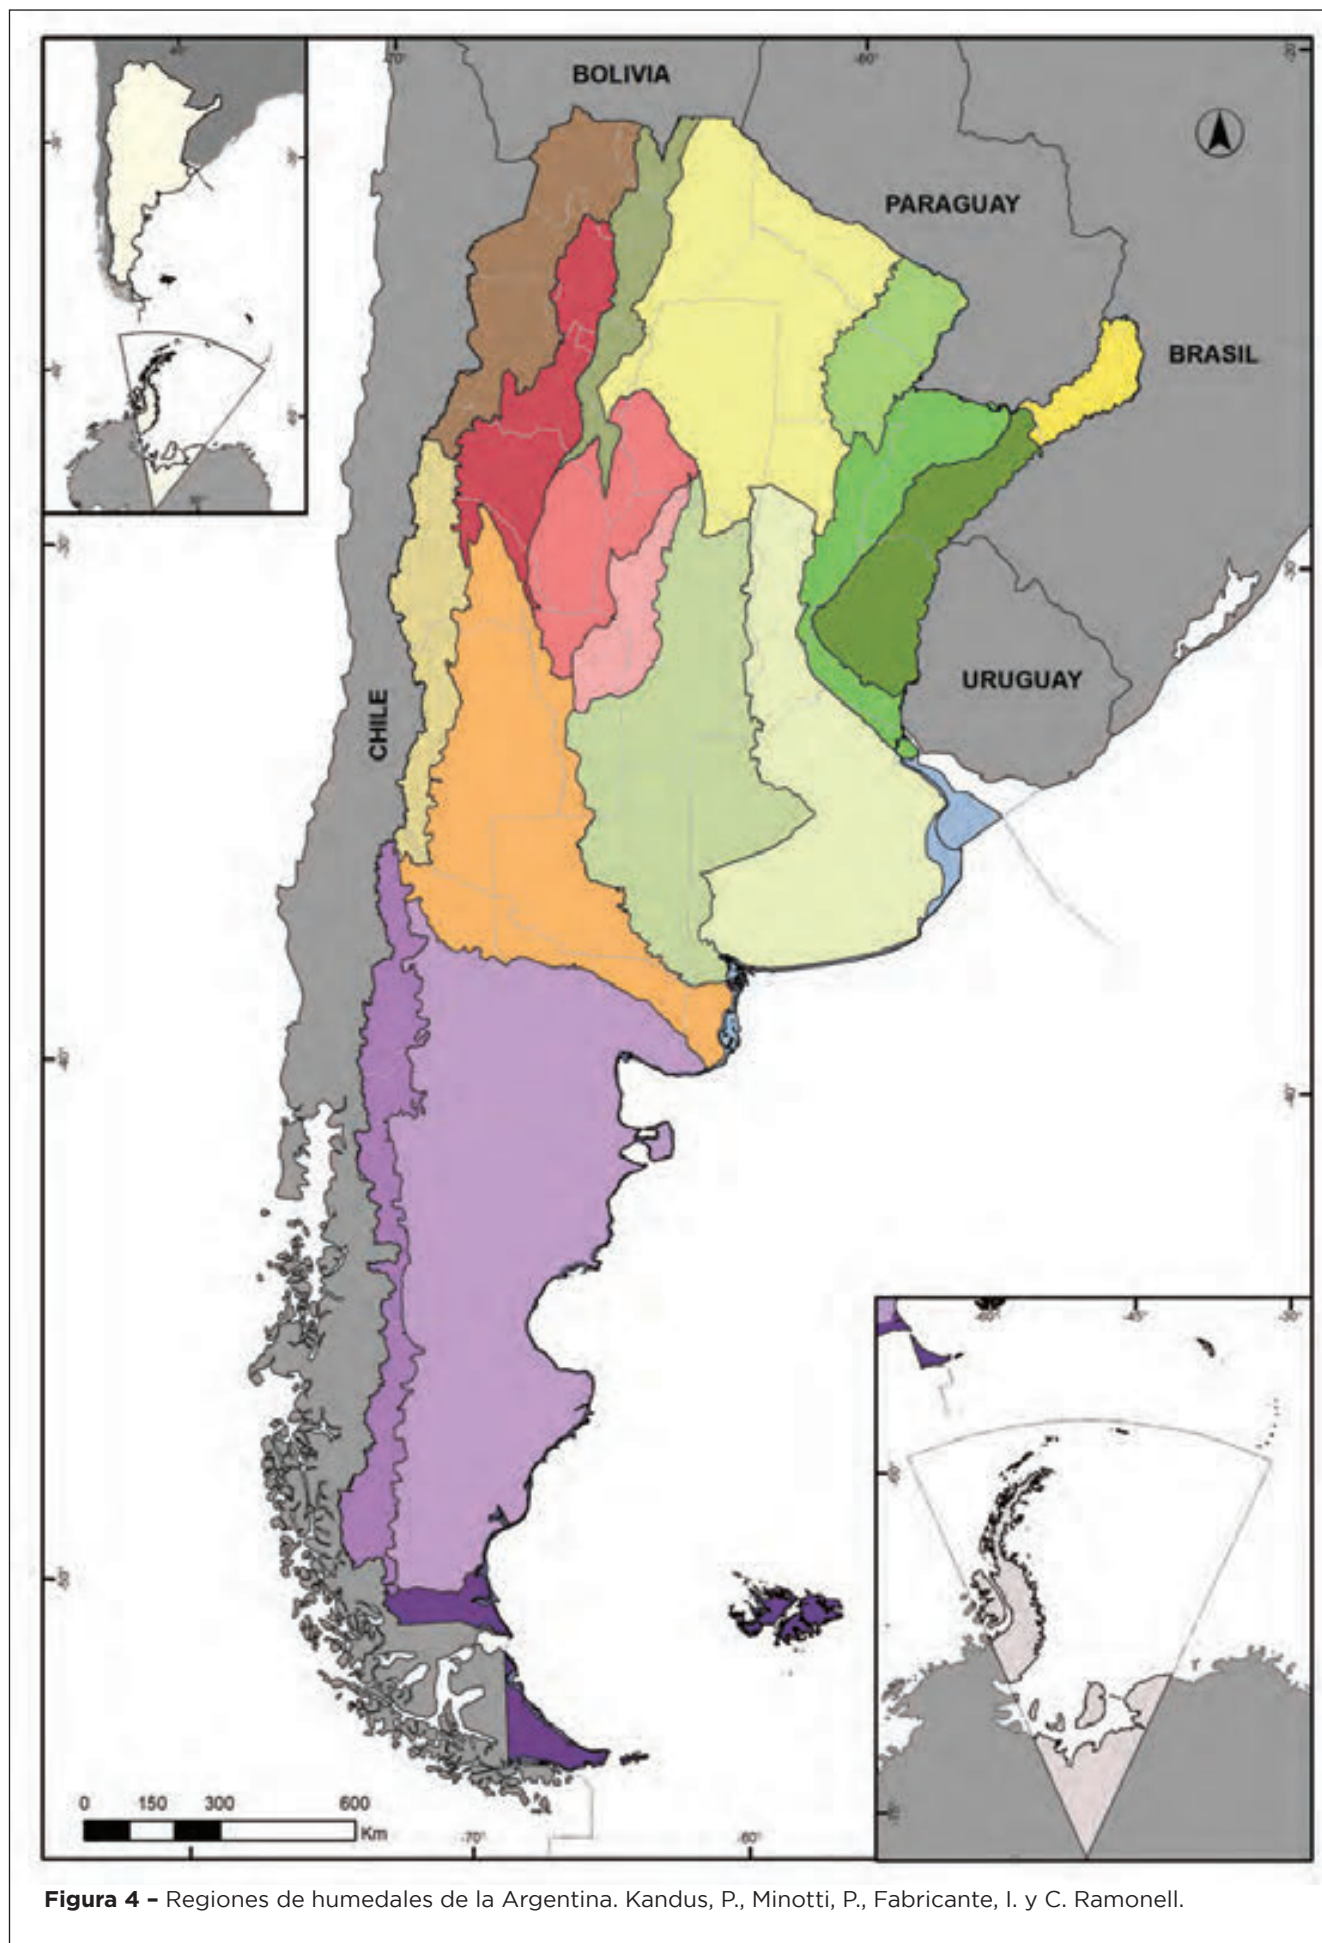 BOLIVIA
PARAGUAY
BRASIL
CHILE
URUGUAY
0 150 300 600
Km
-70°
-60°
Figura 4 – Regiones de humedales de la Argentina. Kandus, P., Minotti, P., Fabricante, I. y C. Ramonell.